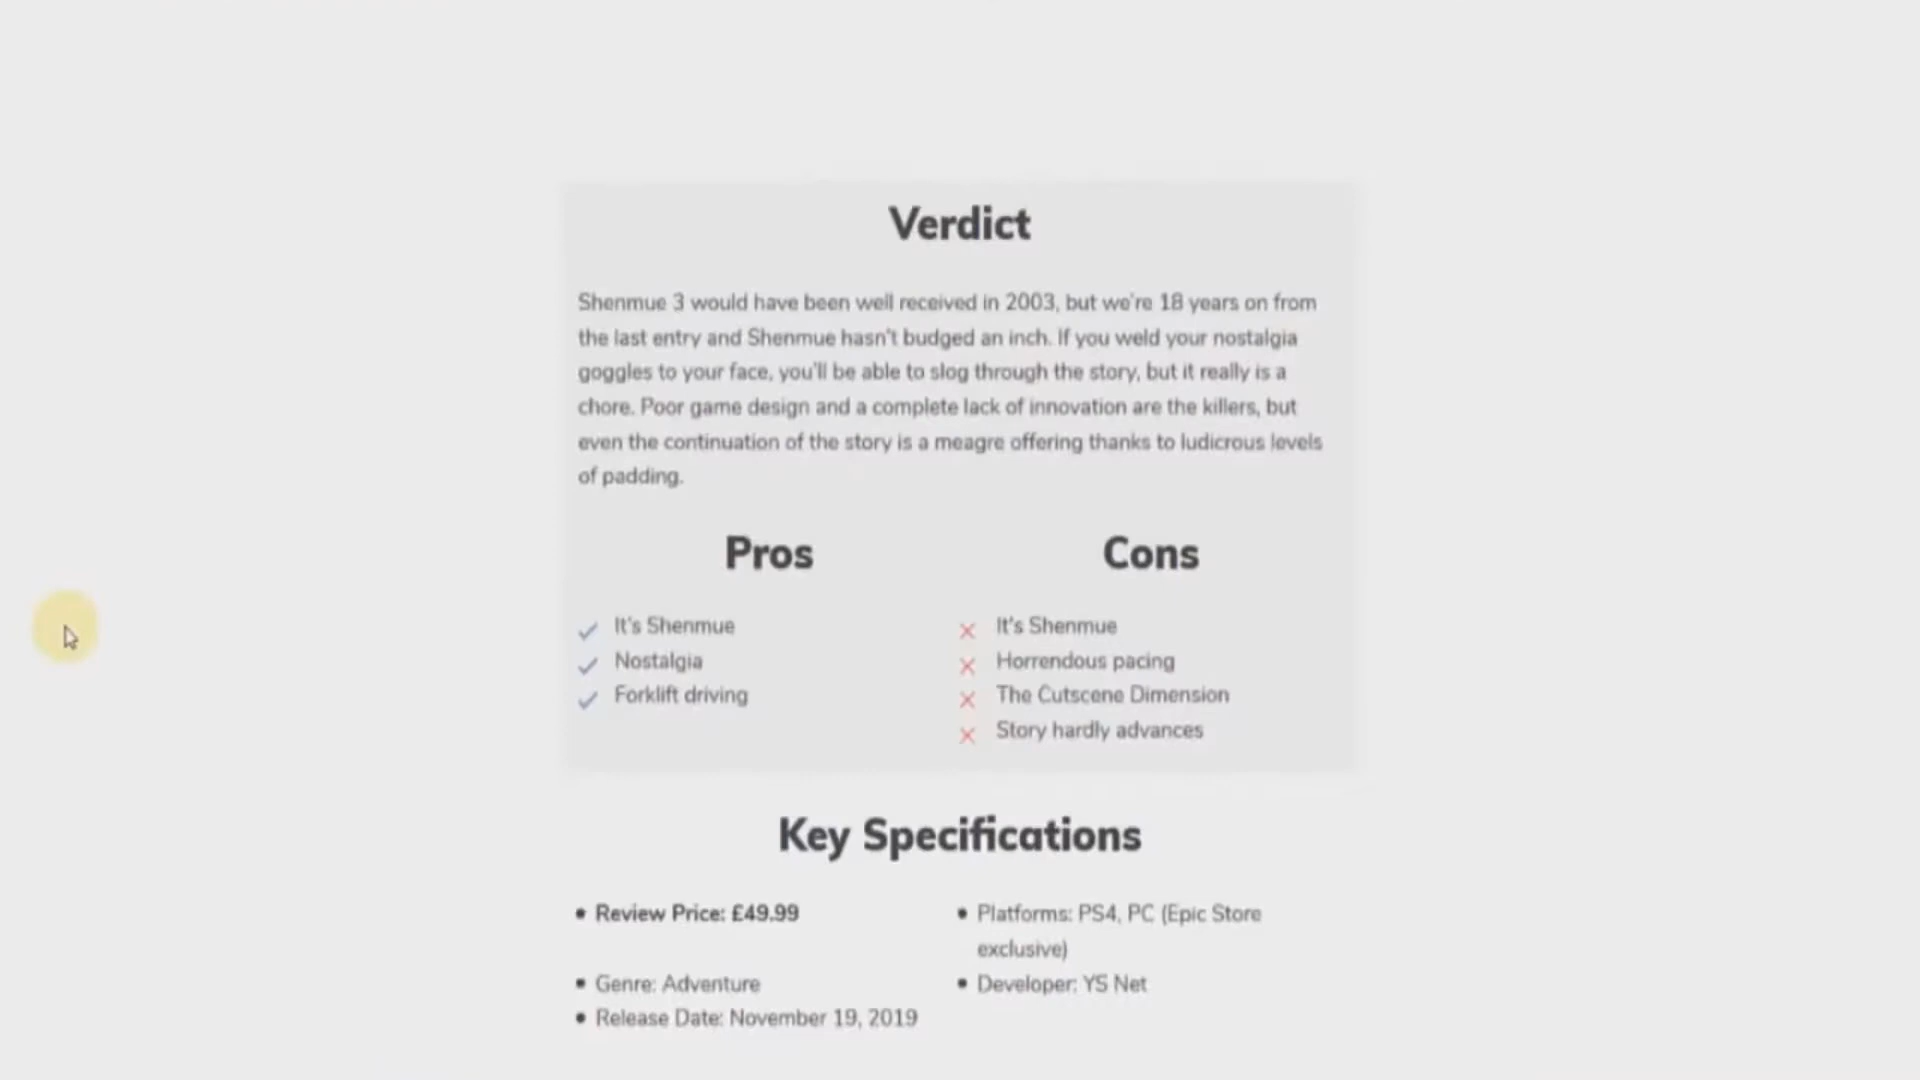 Verdict
Shenmue 3 would have been well received in 2003, but we're 18 years on from
the last entry and Shenmue hasn't budged an inch. If you weld your nostalgia
goggles to your face, you'll be able to slog through the story, but it really is a
chore. Poor game design and a complete lack of innovation are the killers, but
even the continuation of the story is a meagre offering thanks to ludicrous levels
of padding.
Pros
It's Shenmue
Nostalgia
Forklift driving
Cons
It's Shenmue
Horrendous pacing
The Cutscene Dimension
Story hardly advances
Key Specifications
Review Price: £49.99
Platforms: PS4, PC (Epic Store
exclusive)
Genre: Adventure
Developer: YS Net
Release Date: November 19, 2019